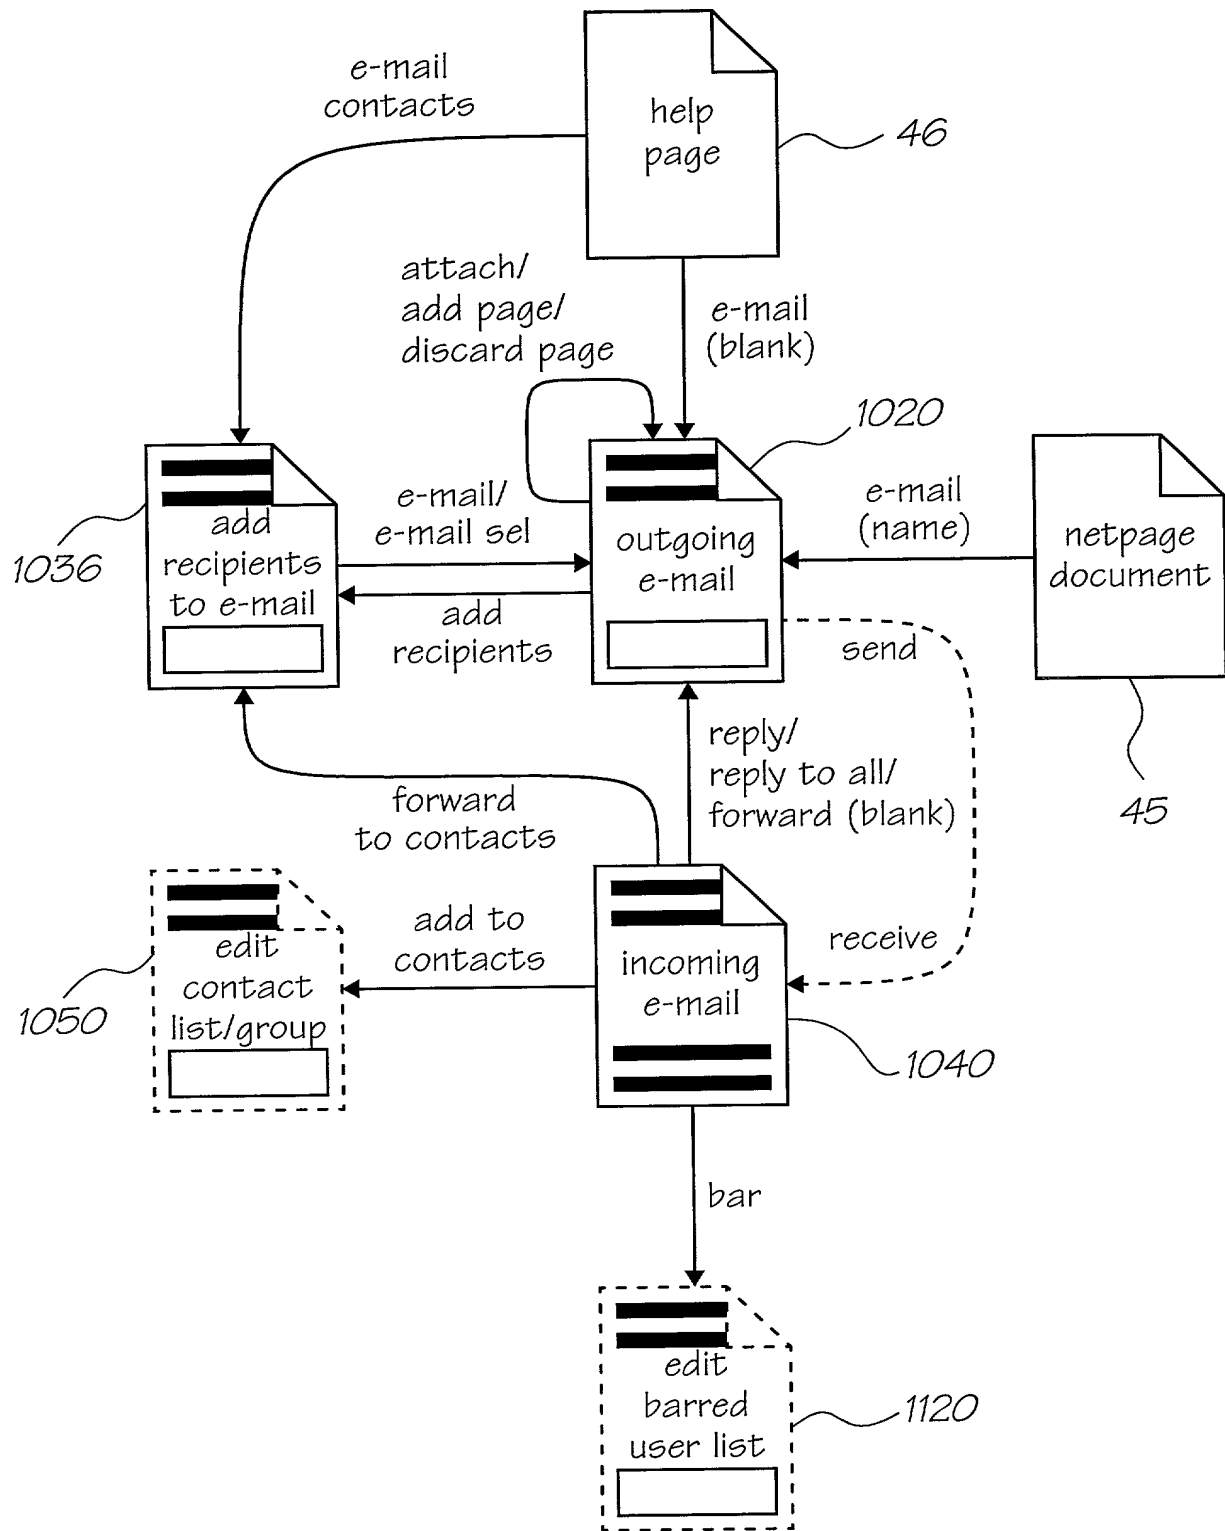 e-mail
contacts
help
page
46
attach/
add page/
discard page
e-mail
(blank)
1020
add
recipients
to e-mail
1036
e-mail/
e-mail sel
add
recipients
outgoing
e-mail
e-mail
(name)
netpage
document
45
send
reply/
reply to all/
forward (blank)
forward
to contacts
receive
edit
contact
list/group
1050
add to
contacts
incoming
e-mail
1040
bar
edit
barred
user list
1120